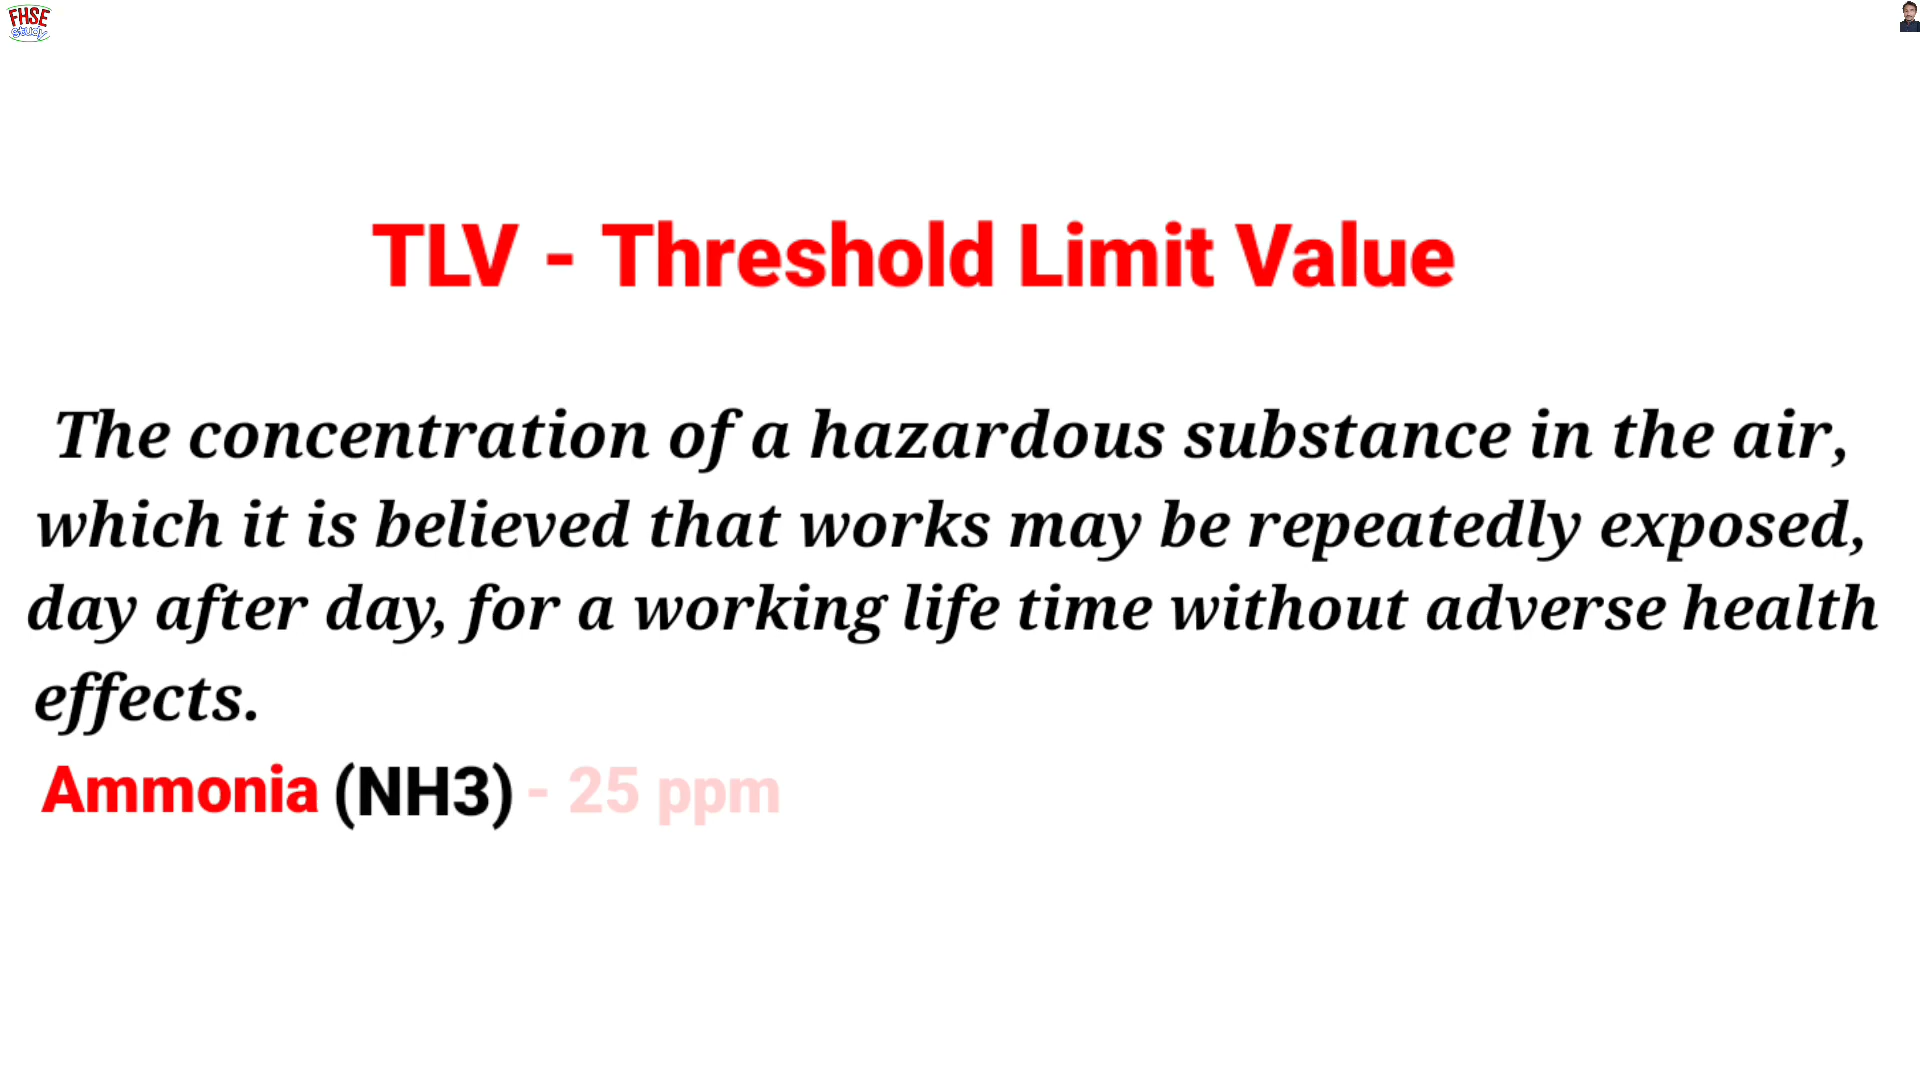 FHSE
Study
TLV - Threshold Limit Value
The concentration of a hazardous substance in the air,
which it is believed that works may be repeatedly exposed,
day after day, for a working life time without adverse health
effects.
Ammonia (NH3) - 25 ppm